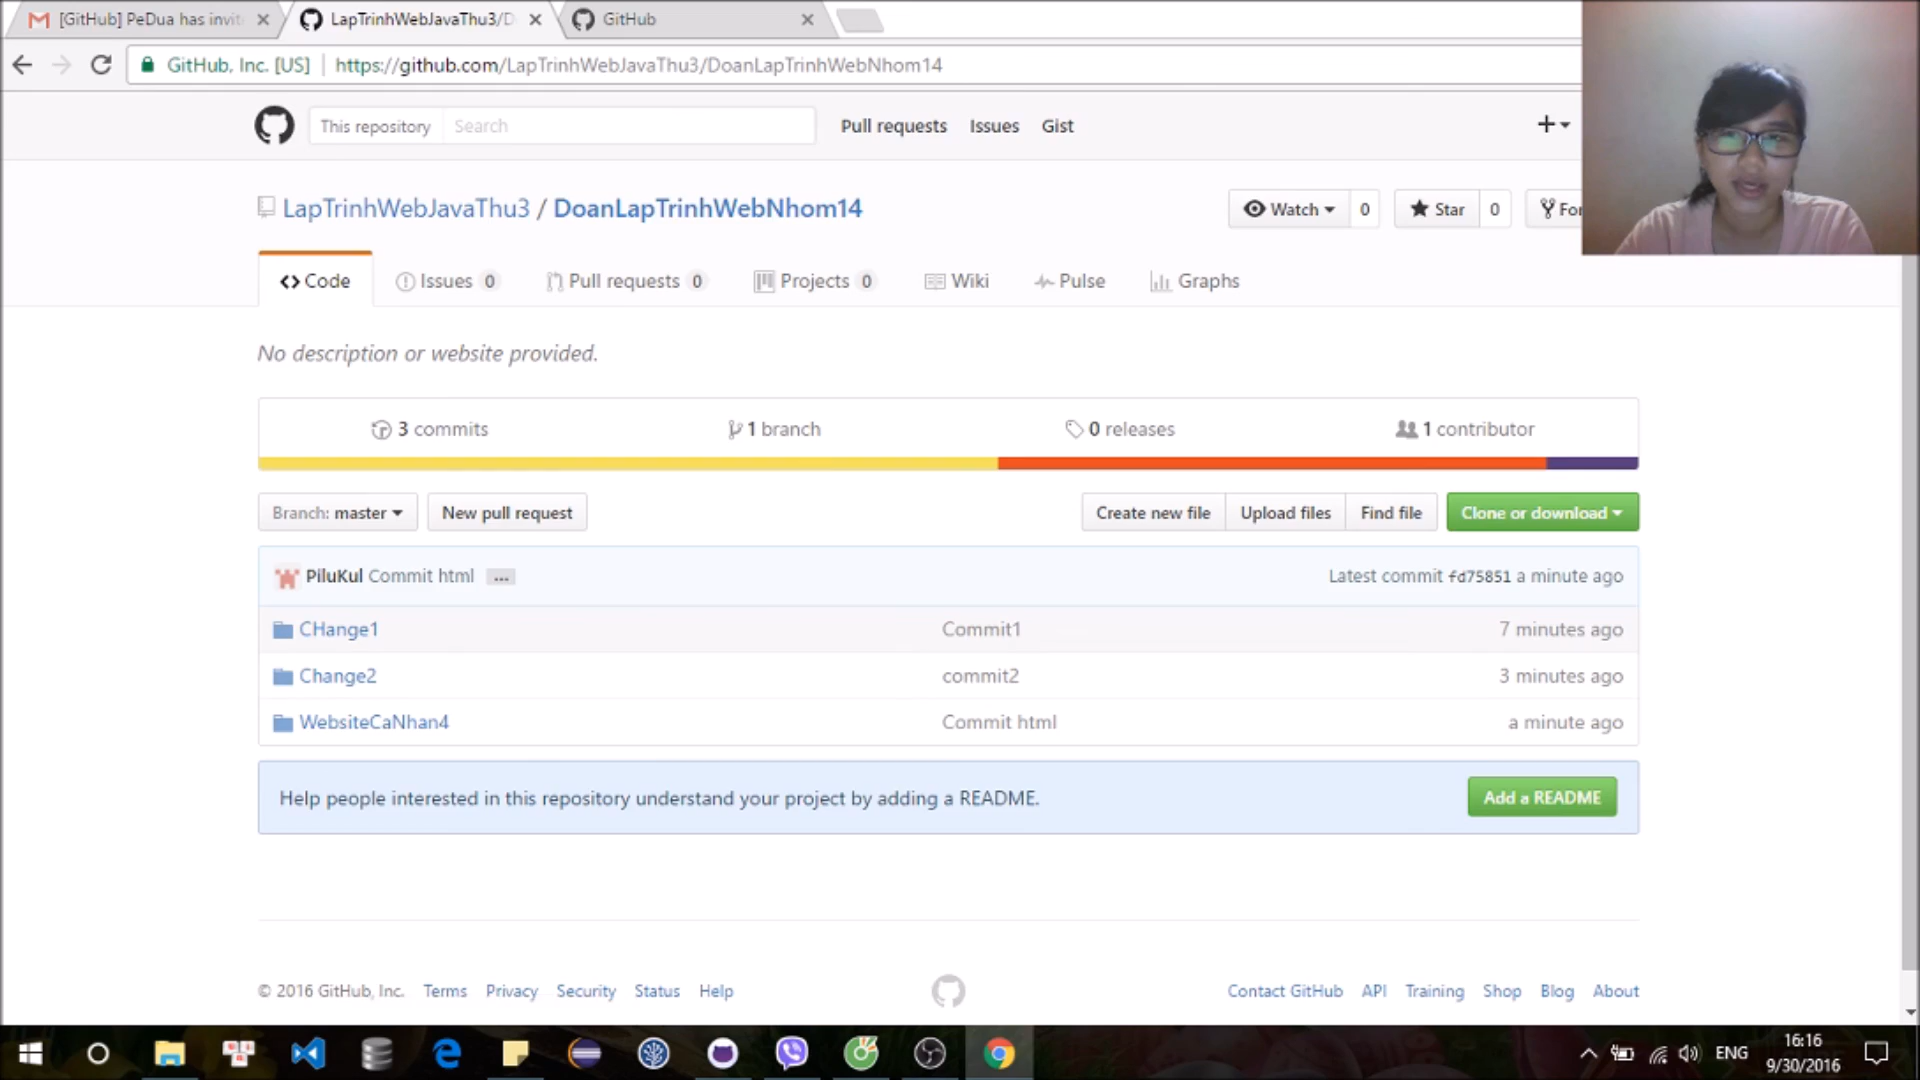 [GitHub] PeDua has invit
LapTrinhWebJavaThu3/D
GitHub
GitHub, Inc. [US]
https://github.com/LapTrinhWebJavaThu3/DoanLapTrinhWebNhom14
This repository
Search
Pull requests
Issues
Gist
LapTrinhWebJavaThu3 / DoanLapTrinhWebNhom14
Watch 0
Star 0
For
Code
Issues 0
Pull requests 0
Projects 0
Wiki
Pulse
Graphs
No description or website provided.
3 commits
1 branch
0 releases
1 contributor
Branch: master
New pull request
Create new file
Upload files
Find file
Clone or download
PiluKul Commit html ...
Latest commit fd75851 a minute ago
CHange1 Commit1 7 minutes ago
Change2 commit2 3 minutes ago
WebsiteCaNhan4 Commit html a minute ago
Help people interested in this repository understand your project by adding a README.
Add a README
© 2016 GitHub, Inc.
Terms
Privacy
Security
Status
Help
Contact GitHub
API
Training
Shop
Blog
About
ENG
16:16
9/30/2016